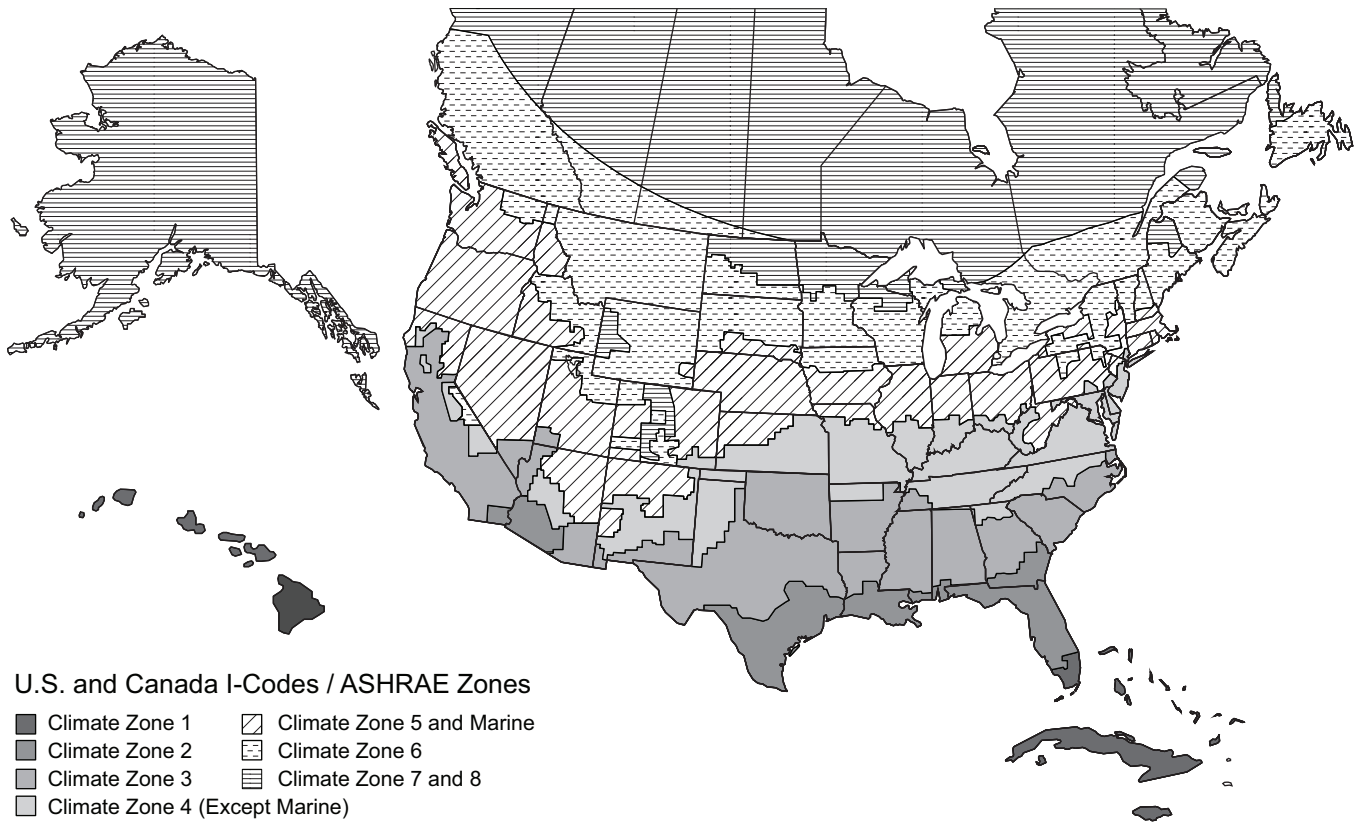 U.S. and Canada I-Codes / ASHRAE Zones
Climate Zone 1
Climate Zone 2
Climate Zone 3
Climate Zone 4 (Except Marine)
Climate Zone 5 and Marine
Climate Zone 6
Climate Zone 7 and 8